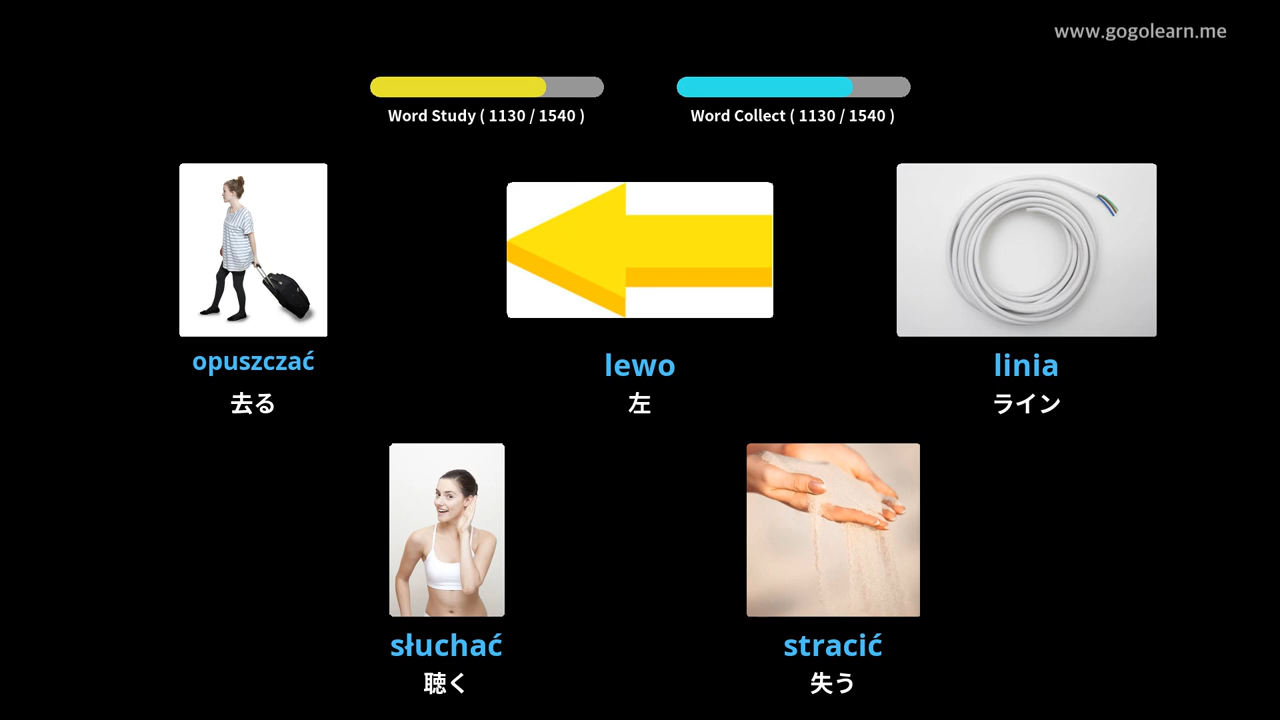 www.gogolearn.me
Word Study ( 1130 / 1540 )
Word Collect ( 1130 / 1540 )
opuszczać
去る
lewo
左
linia
ライン
słuchać
聴く
stracić
失う